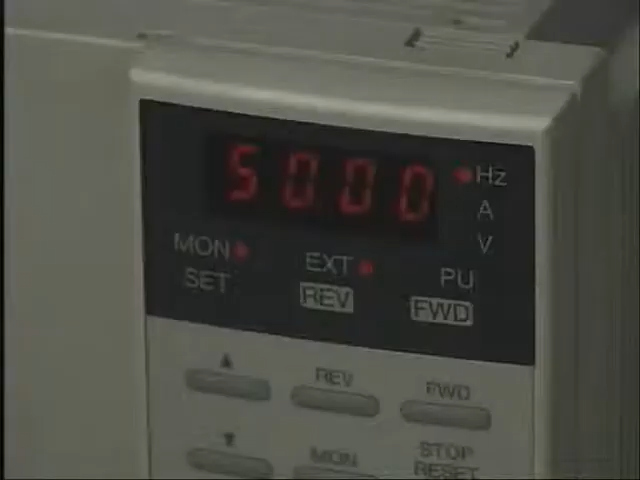 5000 Hz
A
V
MON EXT PU
SET REV FWD
▲ REV FWD
▼ MON STOP
RESET